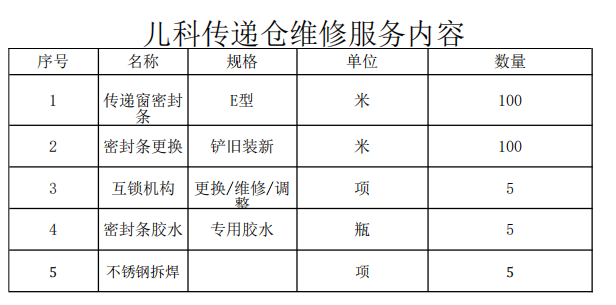 儿科传递仓维修服务内容
序号 名称 规格 单位 数量
1 传递窗密封条 E型 米 100
2 密封条更换 铲旧装新 米 100
3 互锁机构 更换/维修/调整 项 5
4 密封条胶水 专用胶水 瓶 5
5 不锈钢拆焊 项 5